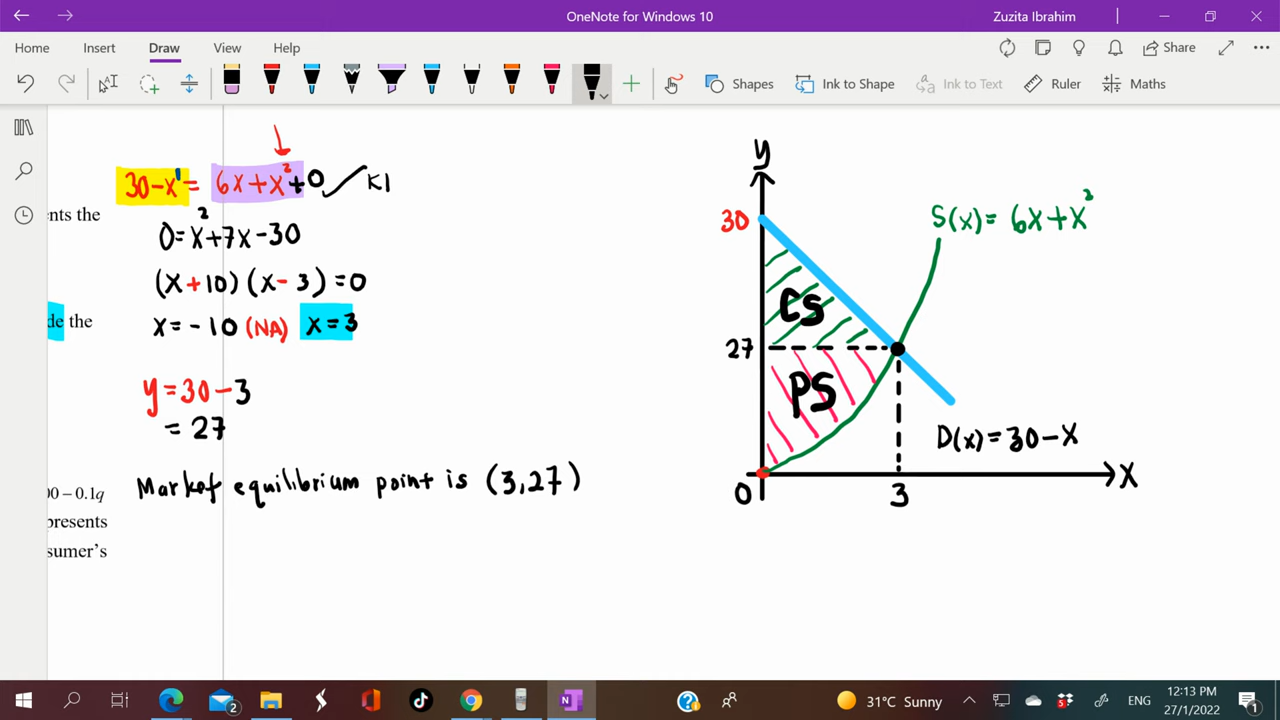 OneNote for Windows 10
Zuzita Ibrahim
Home Insert Draw View Help
Share
Shapes Ink to Shape Ink to Text Ruler Maths
30-x¹ = 6x+x²+0 ✓ K1
0=x²+7x-30
(x+10)(x-3)=0
x=-10 (NA) x=3
y=30-3
=27
Market equilibrium point is (3,27)
nts the
de the
00 – 0.1q
presents
sumer's
y
30
S(x)= 6x+x²
CS
27
PS
D(x)=30-x
0
3
x
2
31°C Sunny
ENG
12:13 PM
27/1/2022
1